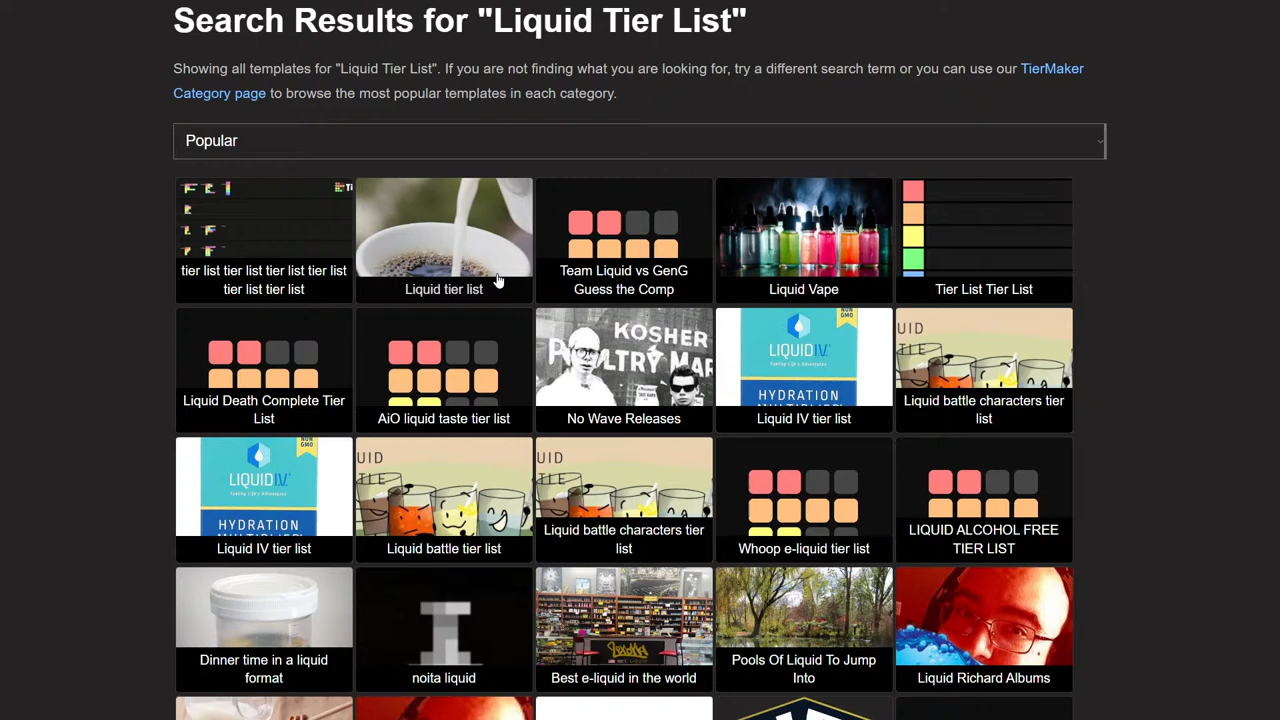 Search Results for "Liquid Tier List"
Showing all templates for "Liquid Tier List". If you are not finding what you are looking for, try a different search term or you can use our TierMaker
Category page to browse the most popular templates in each category.
Popular
tier list tier list tier list tier list
tier list tier list
Liquid tier list
Team Liquid vs GenG
Guess the Comp
Liquid Vape
Tier List Tier List
Liquid Death Complete Tier
List
AiO liquid taste tier list
KOSHER
POULTRY MAR
No Wave Releases
NON
GMO
LIQUID I.V.
HYDRATION
Liquid IV tier list
UID
TLE
Liquid battle characters tier
list
NON
GMO
LIQUID I.V.
HYDRATION
Liquid IV tier list
UID
TLE
Liquid battle tier list
UID
TLE
Liquid battle characters tier
list
Whoop e-liquid tier list
LIQUID ALCOHOL FREE
TIER LIST
Dinner time in a liquid
format
noita liquid
Best e-liquid in the world
Pools Of Liquid To Jump
Into
Liquid Richard Albums